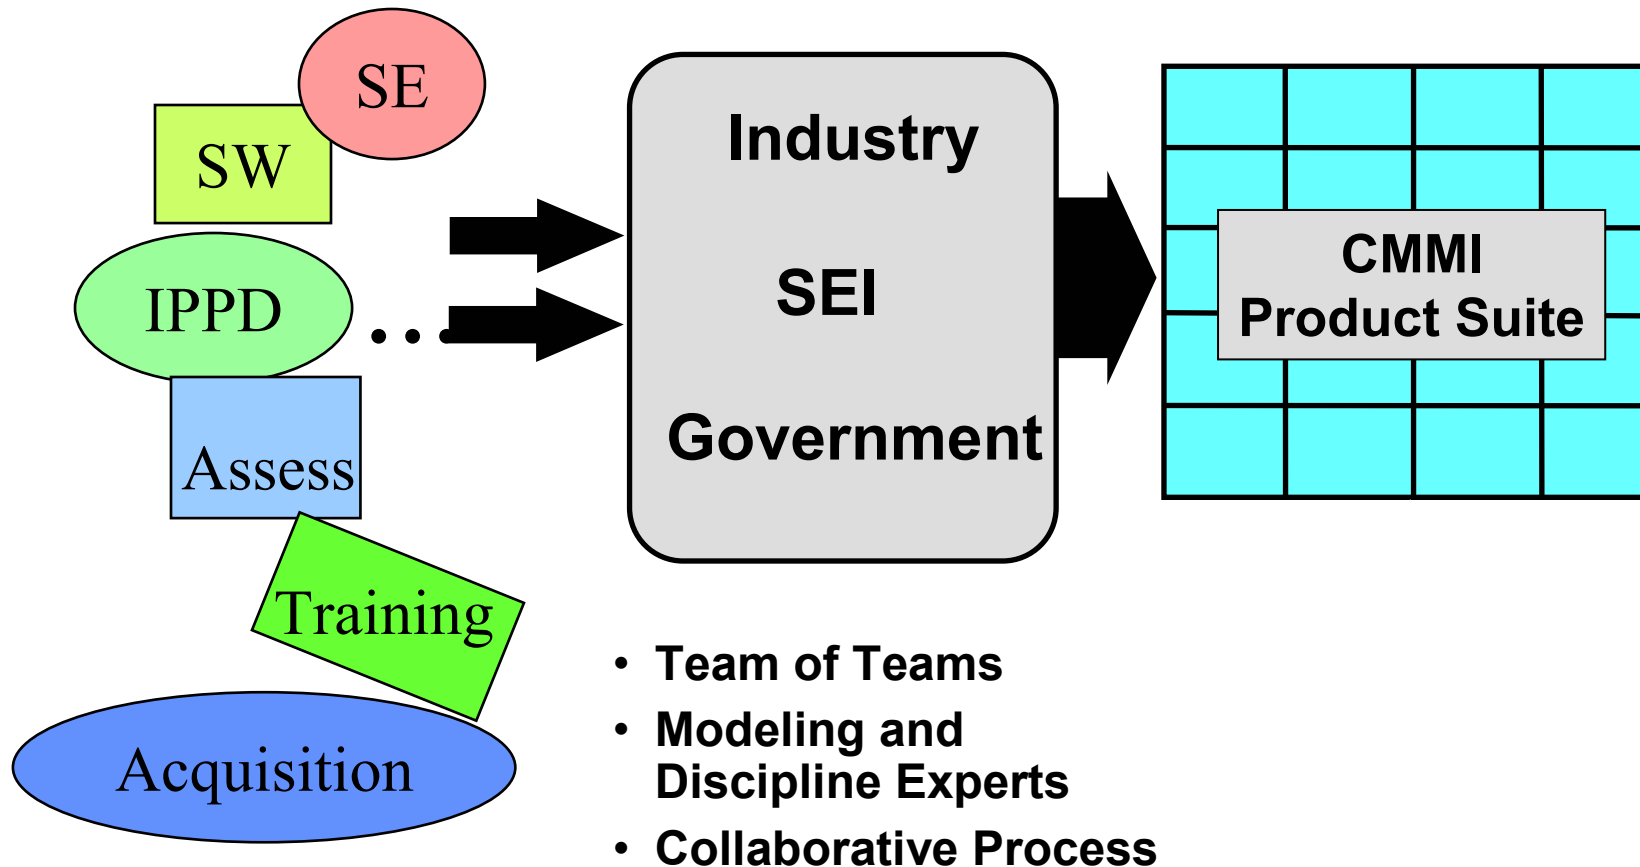 SE
SW
IPPD
...
Assess
Training
Acquisition
Industry
SEI
Government
CMMI
Product Suite
• Team of Teams
• Modeling and
Discipline Experts
• Collaborative Process